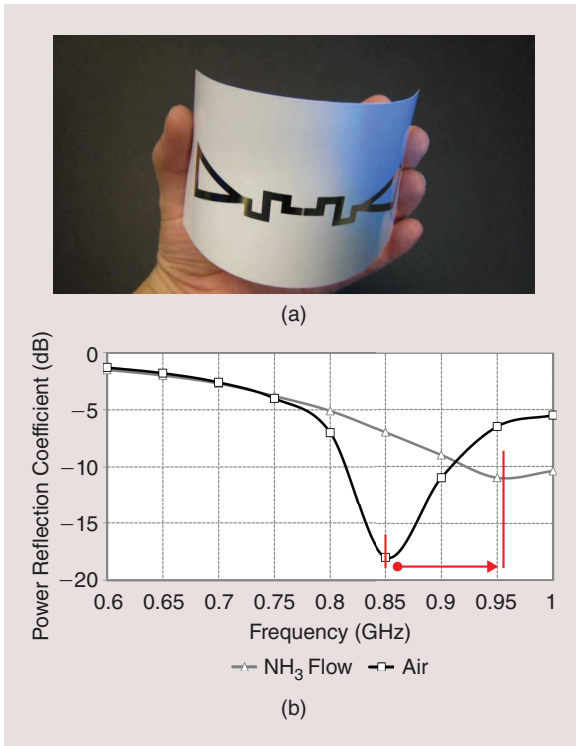 (a)
Power Reflection Coefficient (dB)
0
−5
−10
−15
−20
0.6 0.65 0.7 0.75 0.8 0.85 0.9 0.95 1
Frequency (GHz)
NH3 Flow Air
(b)